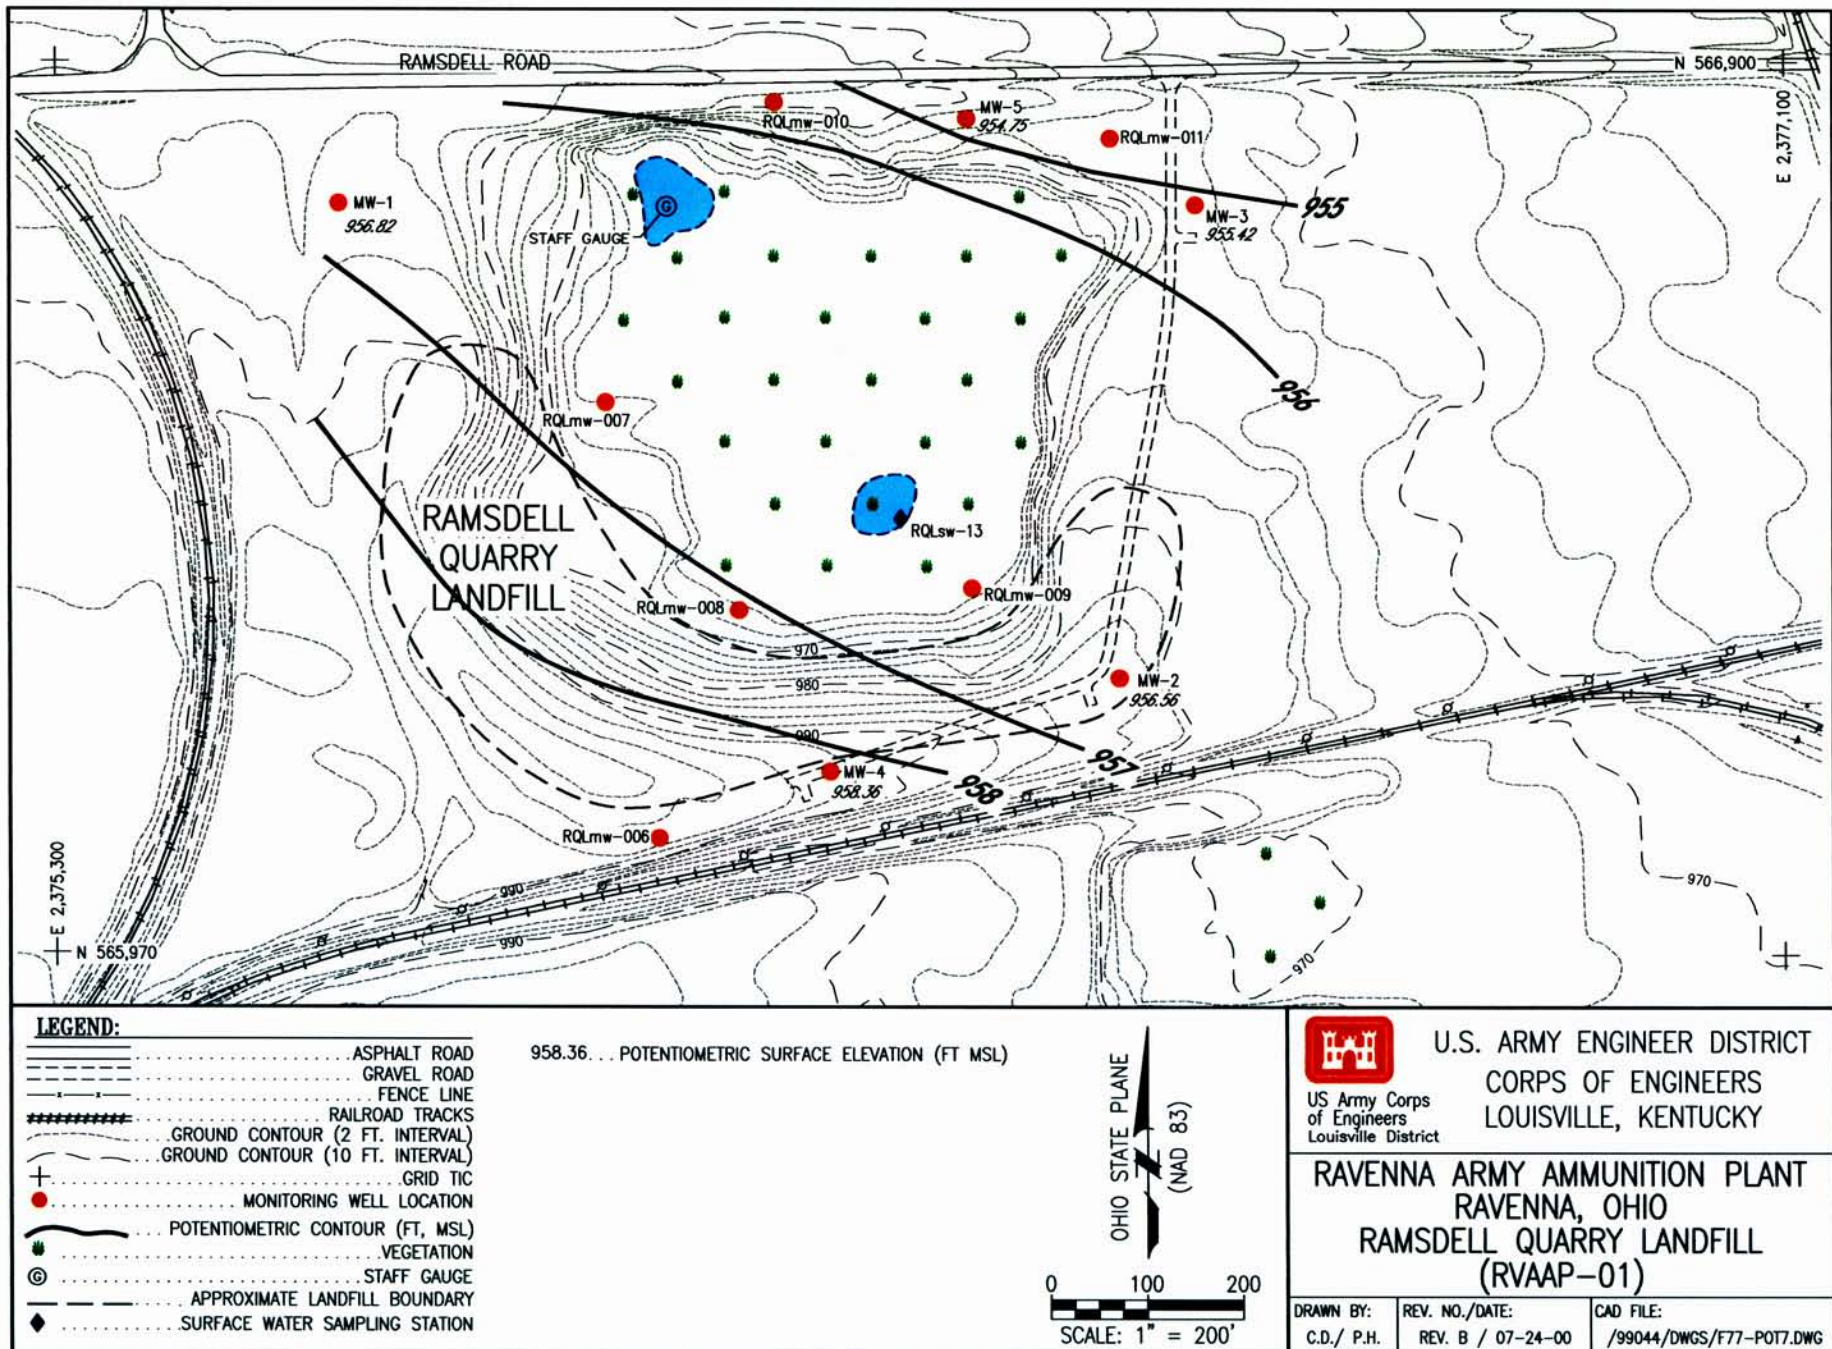 RAMSDELL ROAD
N 566,900
E 2,377,100
RQLmw-010
MW-5
954.75
RQLmw-011
MW-1
956.82
STAFF GAUGE
G
955
MW-3
955.42
956
RQLmw-007
RAMSDELL
QUARRY
LANDFILL
RQLsw-13
RQLmw-008
RQLmw-009
970
980
990
MW-2
956.56
957
958
MW-4
958.36
RQLmw-006
990
990
970
970
E 2,375,300
N 565,970
LEGEND:
ASPHALT ROAD
GRAVEL ROAD
FENCE LINE
RAILROAD TRACKS
GROUND CONTOUR (2 FT. INTERVAL)
GROUND CONTOUR (10 FT. INTERVAL)
GRID TIC
MONITORING WELL LOCATION
POTENTIOMETRIC CONTOUR (FT, MSL)
VEGETATION
G STAFF GAUGE
APPROXIMATE LANDFILL BOUNDARY
SURFACE WATER SAMPLING STATION
958.36... POTENTIOMETRIC SURFACE ELEVATION (FT MSL)
OHIO STATE PLANE
(NAD 83)
0 100 200
SCALE: 1" = 200'
US Army Corps
of Engineers
Louisville District
U.S. ARMY ENGINEER DISTRICT
CORPS OF ENGINEERS
LOUISVILLE, KENTUCKY
RAVENNA ARMY AMMUNITION PLANT
RAVENNA, OHIO
RAMSDELL QUARRY LANDFILL
(RVAAP-01)
DRAWN BY:
C.D./ P.H.
REV. NO./DATE:
REV. B / 07-24-00
CAD FILE:
/99044/DWGS/F77-POT7.DWG